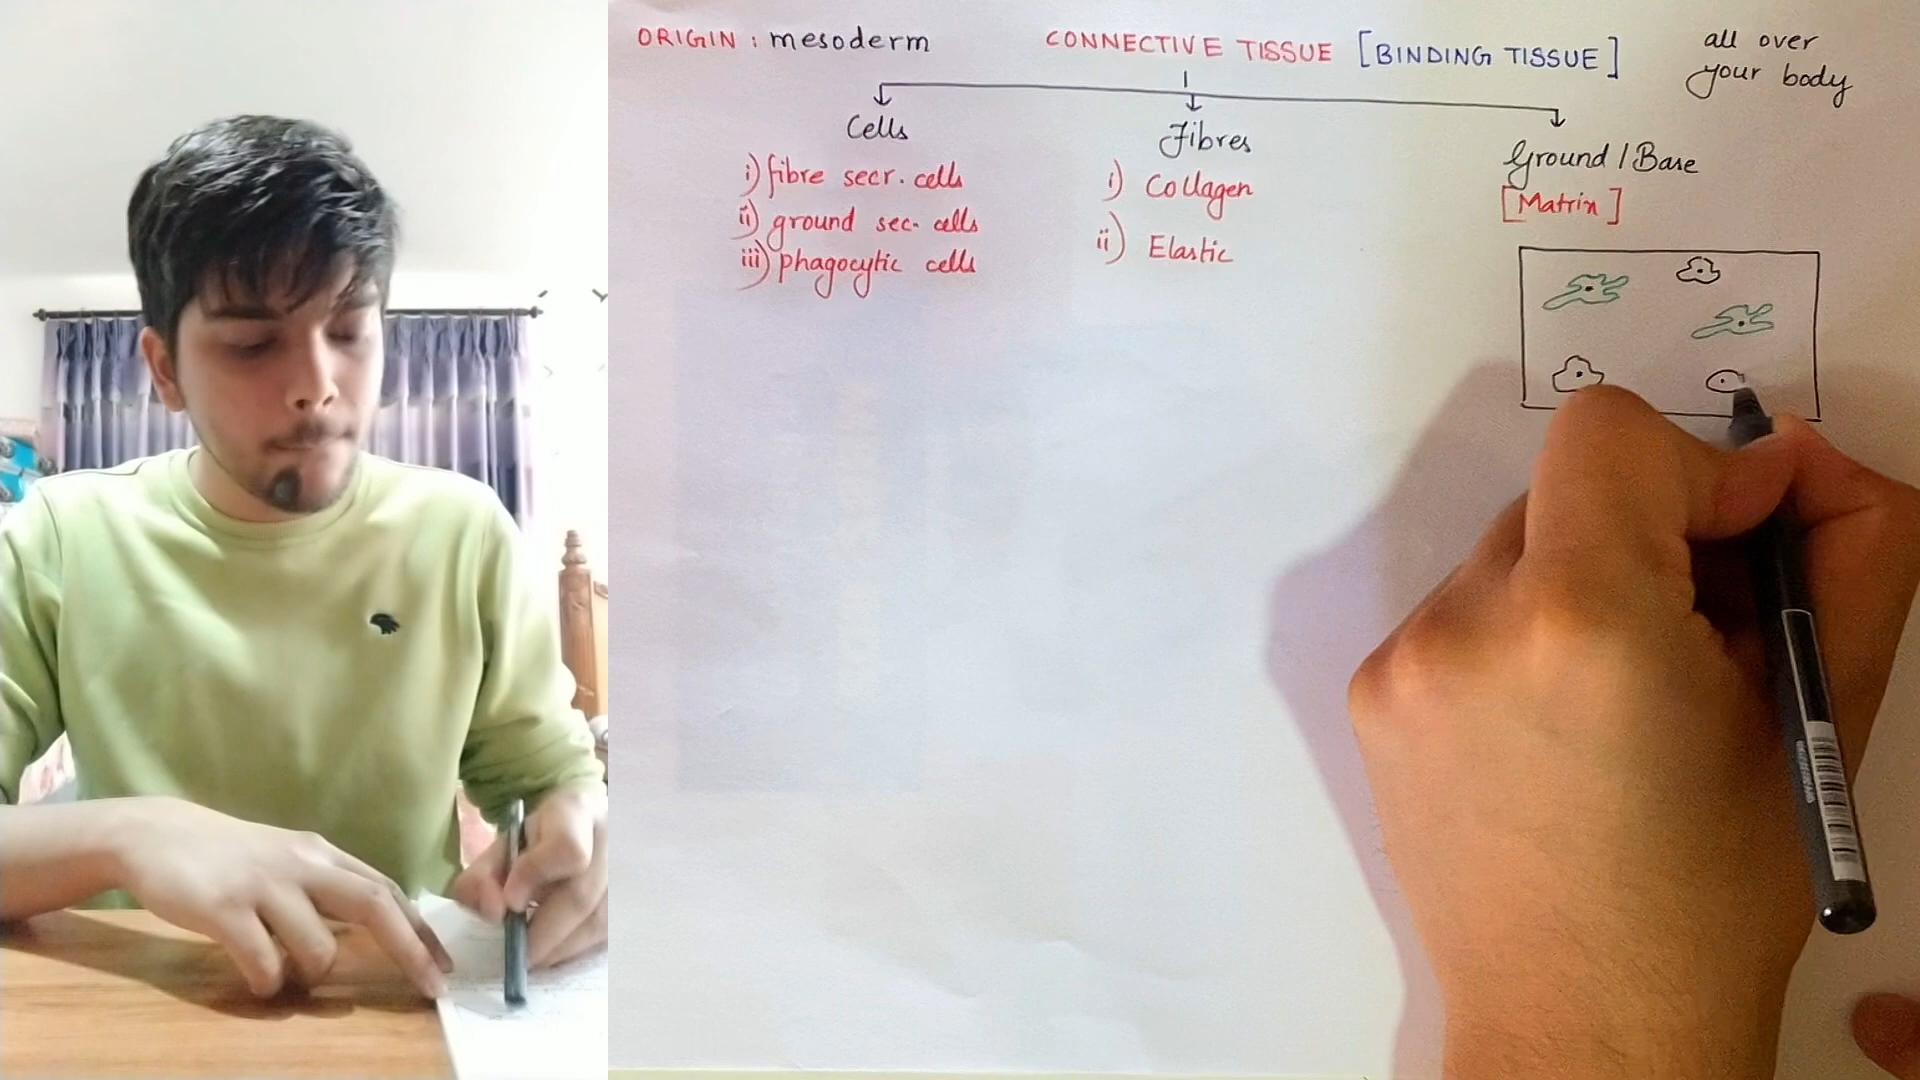 ORIGIN : mesoderm
CONNECTIVE TISSUE [BINDING TISSUE]
all over
your body
Cells
i) fibre secr. cells
ii) ground sec. cells
iii) phagocytic cells
Fibres
i) Collagen
ii) Elastic
Ground / Base
[Matrix]